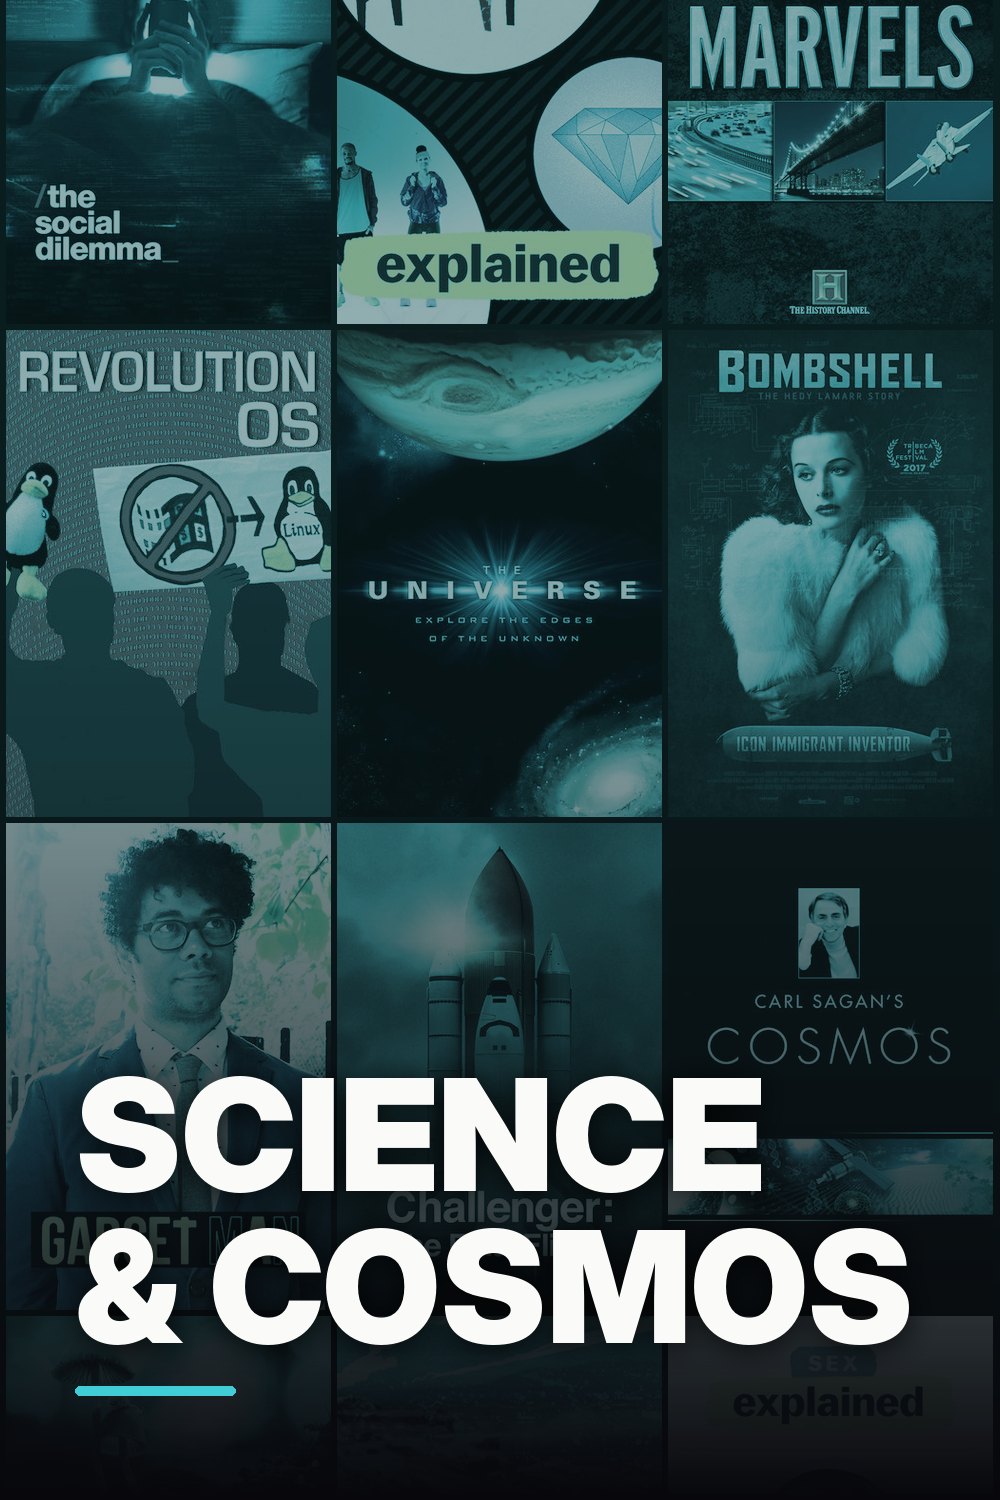 MARVELS
/the
social
dilemma_
explained
H
THE HISTORY CHANNEL.
REVOLUTION
OS
Linux
THE
UNIVERSE
EXPLORE THE EDGES
OF THE UNKNOWN
BOMBSHELL
THE HEDY LAMARR STORY
TRIBECA
FILM
FESTIVAL
2017
ICON IMMIGRANT INVENTOR
CARL SAGAN'S
COSMOS
GADGET MAN
Challenger:
SCIENCE
& COSMOS
SEX
explained